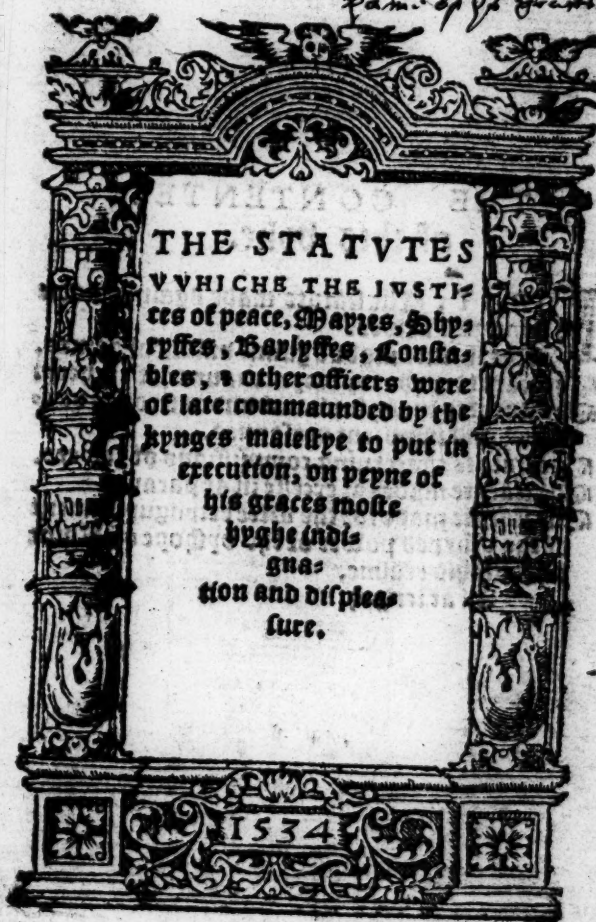 THE STATVTES
VVHICHE THE IVSTI⸗
ces of peace, Mayꝛes, Shy⸗
ryffes, Baylyffes, Consta⸗
bles, ⁊ other officers were
of late commaunded by the
kynges maiestye to put in
execution, on peyne of
his graces moste
hyghe indi⸗
gna⸗
tion and displea⸗
sure.
1534